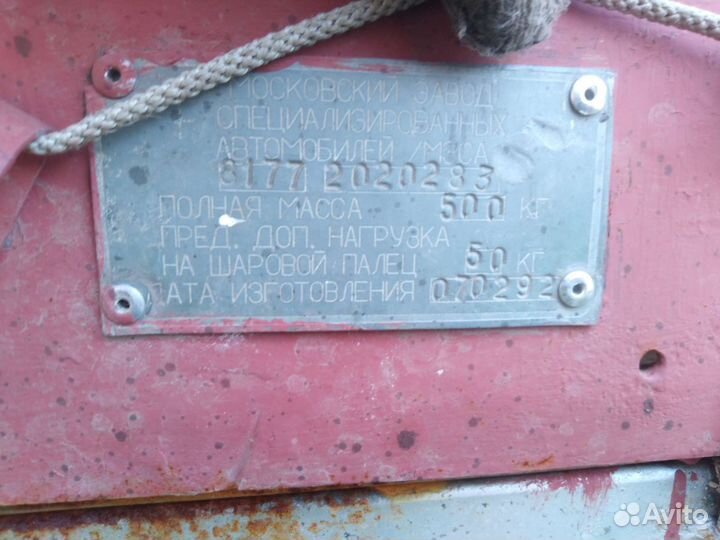 МОСКОВСКИЙ ЗАВОД
СПЕЦИАЛИЗИРОВАННЫХ
АВТОМОБИЛЕЙ /МЗСА
8177 2020283
ПОЛНАЯ МАССА 500 КГ
ПРЕД. ДОП. НАГРУЗКА
НА ШАРОВОЙ ПАЛЕЦ 50 КГ
ДАТА ИЗГОТОВЛЕНИЯ 070292
Avito